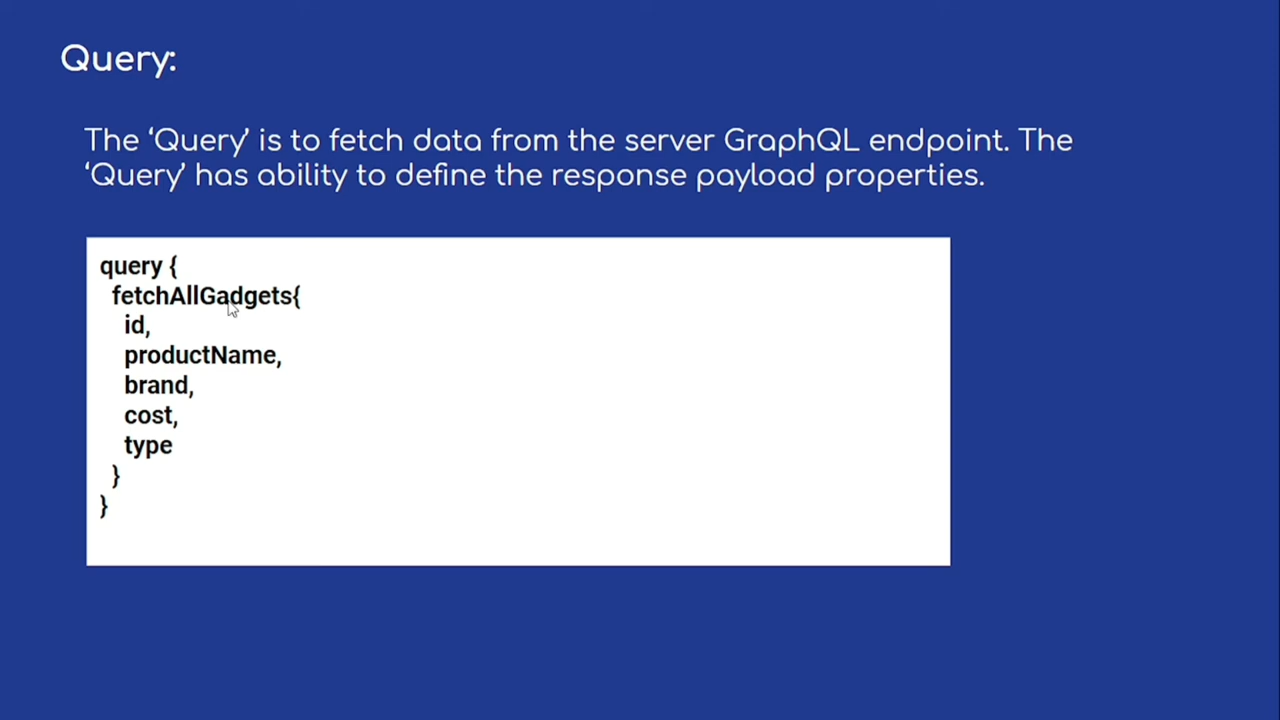 Query:
The ‘Query’ is to fetch data from the server GraphQL endpoint. The
‘Query’ has ability to define the response payload properties.
query {
fetchAllGadgets{
id,
productName,
brand,
cost,
type
}
}